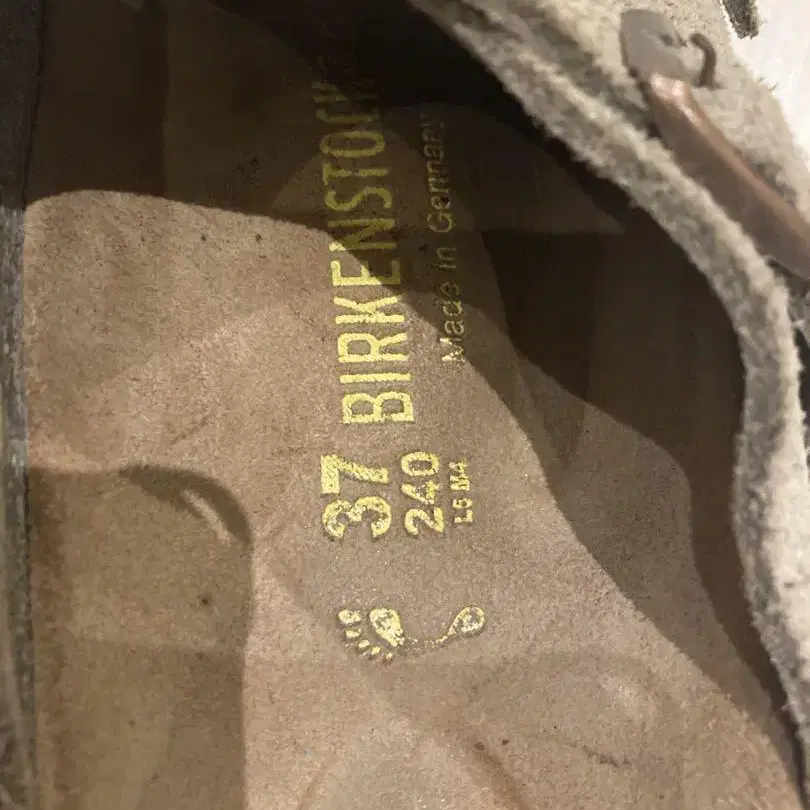 BIRKENSTOCK
Made in Germany
37
240
L5 M4